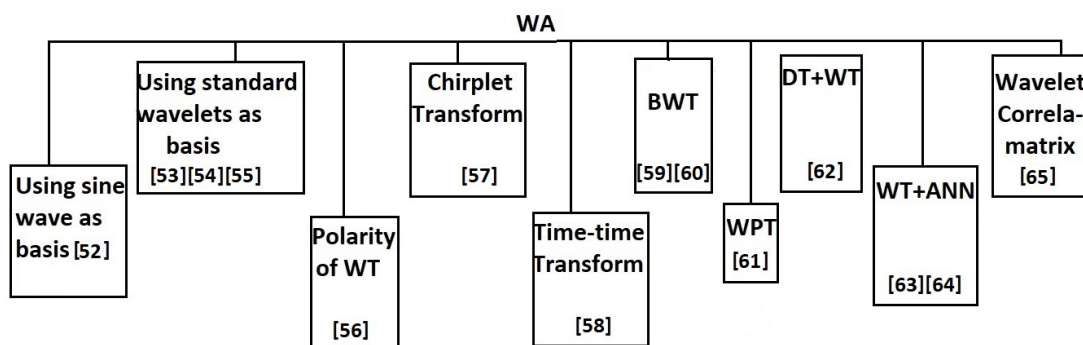 WA
Using sine
wave as
basis [52]
Using standard
wavelets as
basis
[53][54][55]
Polarity
of WT
[56]
Chirplet
Transform
[57]
Time-time
Transform
[58]
BWT
[59][60]
WPT
[61]
DT+WT
[62]
WT+ANN
[63][64]
Wavelet
Correla-
matrix
[65]